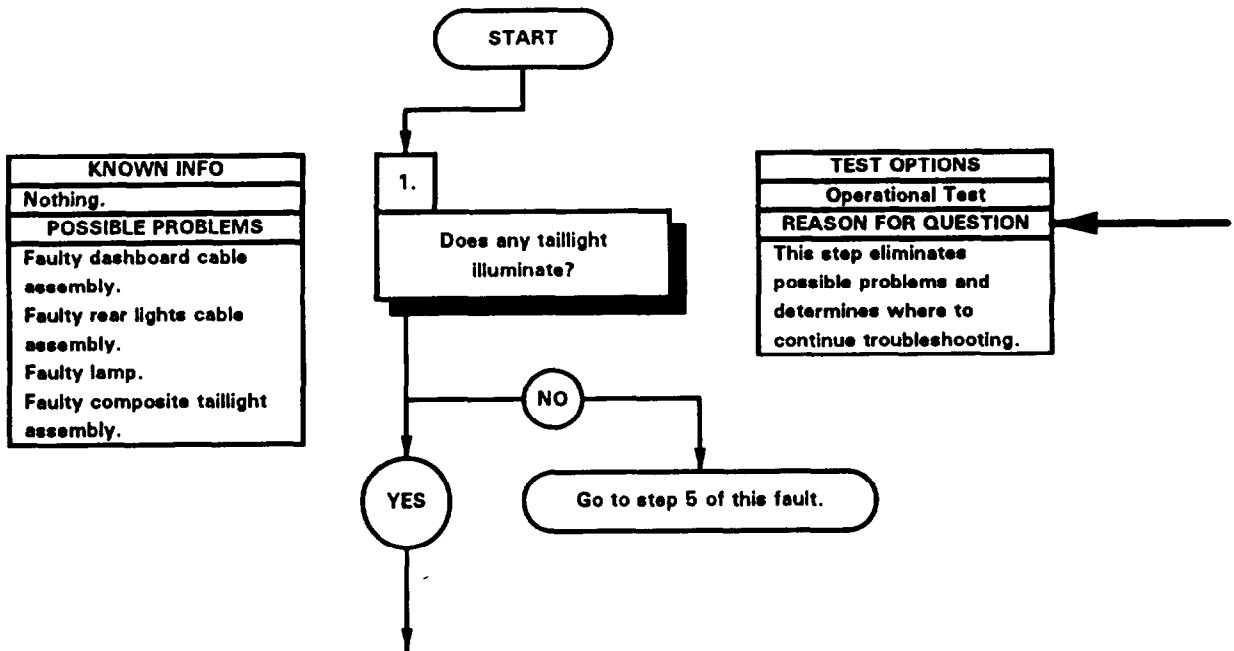 START
KNOWN INFO
Nothing.
POSSIBLE PROBLEMS
Faulty dashboard cable
assembly.
Faulty rear lights cable
assembly.
Faulty lamp.
Faulty composite taillight
assembly.
1.
Does any taillight
illuminate?
TEST OPTIONS
Operational Test
REASON FOR QUESTION
This step eliminates
possible problems and
determines where to
continue troubleshooting.
NO
YES
Go to step 5 of this fault.